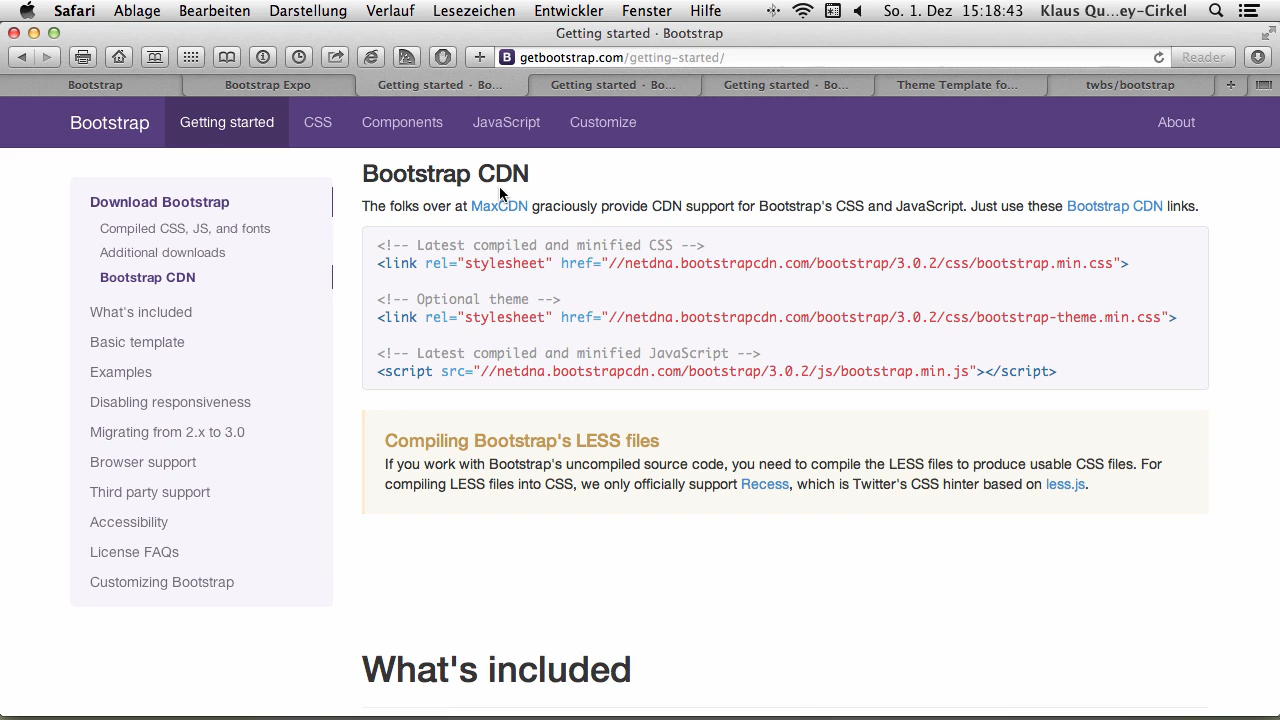 Safari Ablage Bearbeiten Darstellung Verlauf Lesezeichen Entwickler Fenster Hilfe So. 1. Dez 15:18:43 Klaus Qu...ey-Cirkel
Getting started · Bootstrap
B getbootstrap.com/getting-started/ Reader
Bootstrap Bootstrap Expo Getting started · Bo... Getting started · Bo... Getting started · Bo... Theme Template fo... twbs/bootstrap
Bootstrap Getting started CSS Components JavaScript Customize About
Download Bootstrap
Compiled CSS, JS, and fonts
Additional downloads
Bootstrap CDN
What's included
Basic template
Examples
Disabling responsiveness
Migrating from 2.x to 3.0
Browser support
Third party support
Accessibility
License FAQs
Customizing Bootstrap
Bootstrap CDN
The folks over at MaxCDN graciously provide CDN support for Bootstrap's CSS and JavaScript. Just use these Bootstrap CDN links.
<!-- Latest compiled and minified CSS -->
<link rel="stylesheet" href="//netdna.bootstrapcdn.com/bootstrap/3.0.2/css/bootstrap.min.css">
<!-- Optional theme -->
<link rel="stylesheet" href="//netdna.bootstrapcdn.com/bootstrap/3.0.2/css/bootstrap-theme.min.css">
<!-- Latest compiled and minified JavaScript -->
<script src="//netdna.bootstrapcdn.com/bootstrap/3.0.2/js/bootstrap.min.js"></script>
Compiling Bootstrap's LESS files
If you work with Bootstrap's uncompiled source code, you need to compile the LESS files to produce usable CSS files. For
compiling LESS files into CSS, we only officially support Recess, which is Twitter's CSS hinter based on less.js.
What's included